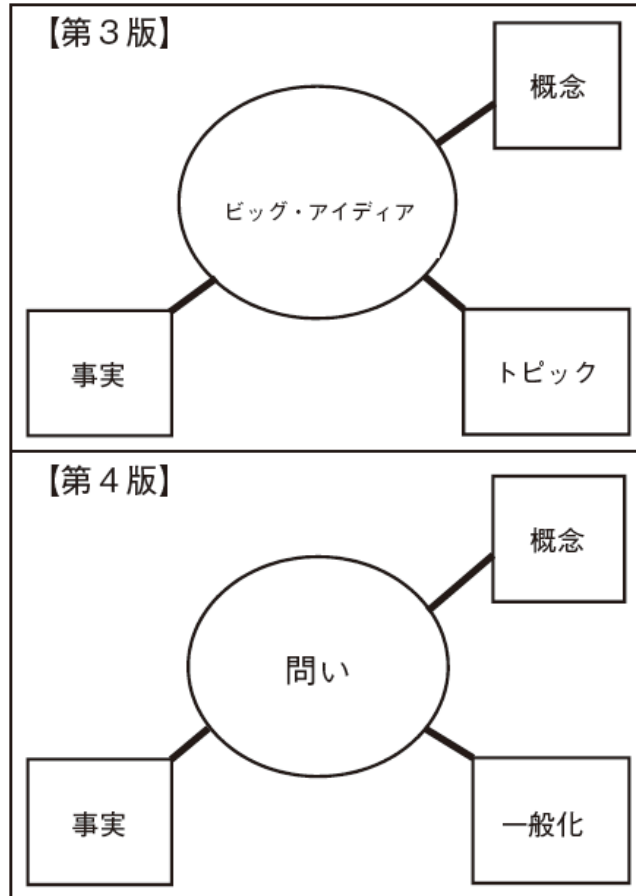 【第３版】
概念
ビッグ・アイディア
事実
トピック
【第４版】
概念
問い
事実
一般化